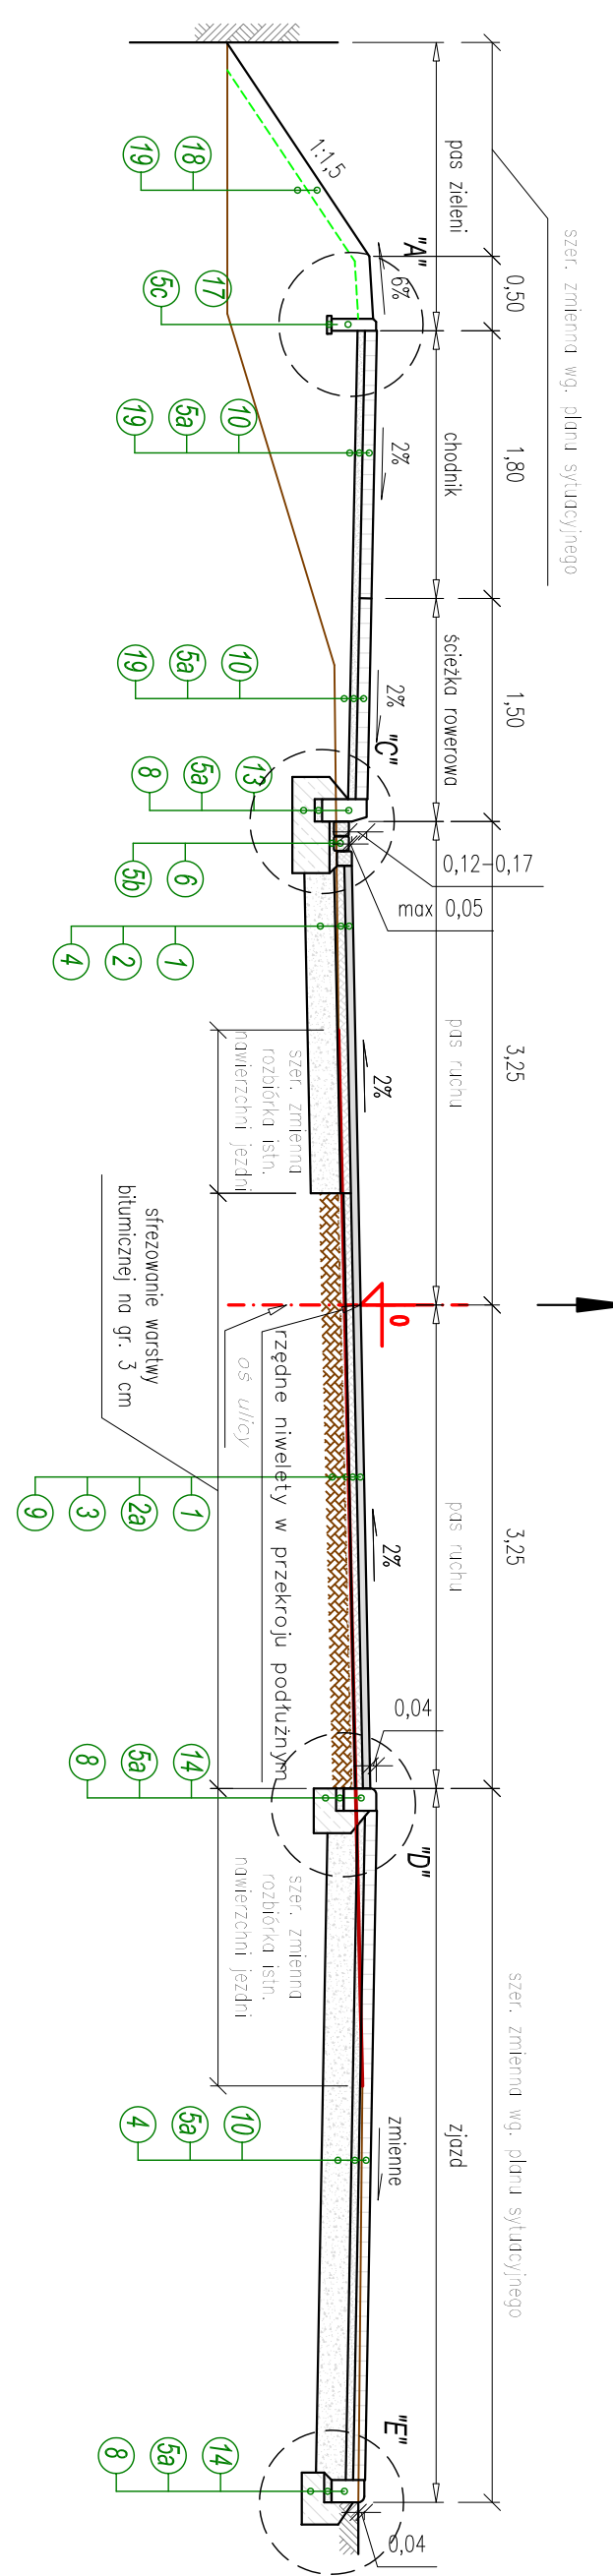 szer. zmienna wg. planu sytuacyjnego
0,50
1,80
1,50
3,25
3,25
szer. zmienna wg. planu sytuacyjnego
pas zieleni
chodnik
ścieżka rowerowa
0,12-0,17
max 0,05
pas ruchu
pas ruchu
0,04
zjazd
"A"
6%
1:1,5
2%
2%
"C"
2%
0
2%
"D"
zmienne
"E"
0,04
18
19
17
5c
10
5a
19
10
5a
19
13
5a
8
6
5b
1
2
4
szer. zmienna
rozbiórka istn.
nawierzchni jezdni
sfrezowanie warstwy
bitumicznej na gr. 3 cm
oś ulicy
rzędne niwelety w przekroju podłużnym
1
2a
3
9
14
5a
8
szer. zmienna
rozbiórka istn.
nawierzchni jezdni
10
5a
4
14
5a
8